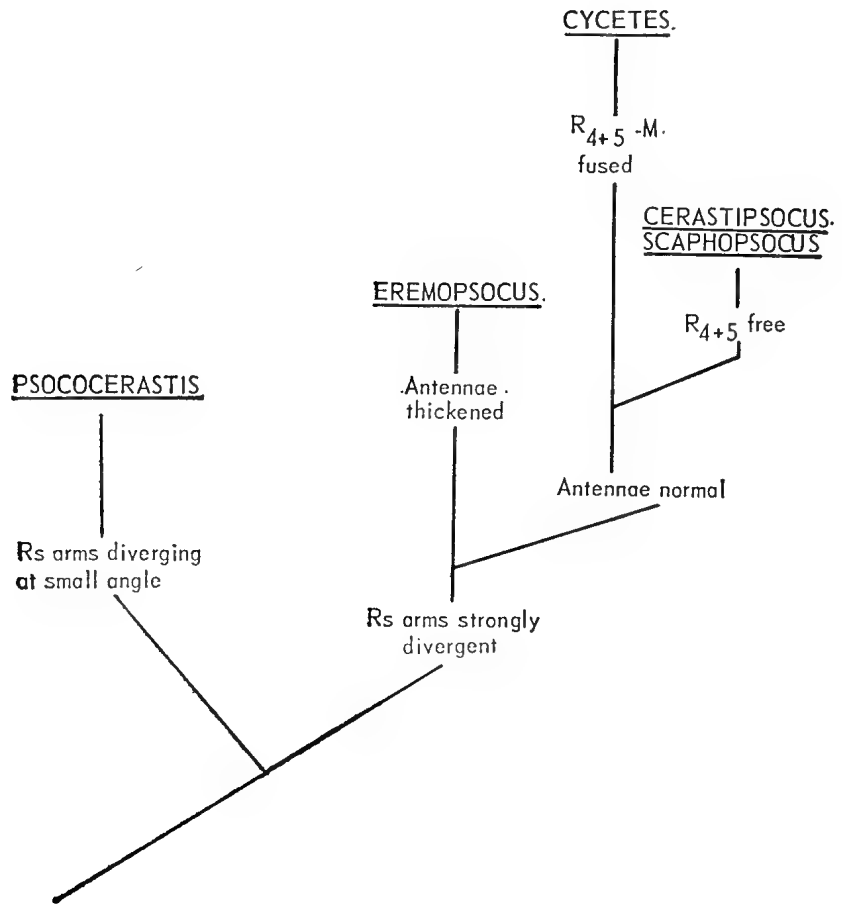 CYCETES.
R4+5 -M.
fused
CERASTIPSOCUS.
SCAPHOPSOCUS
R4+5 free
EREMOPSOCUS.
.Antennae.
thickened
PSOCOCERASTIS
Antennae normal
Rs arms diverging
at small angle
Rs arms strongly
divergent